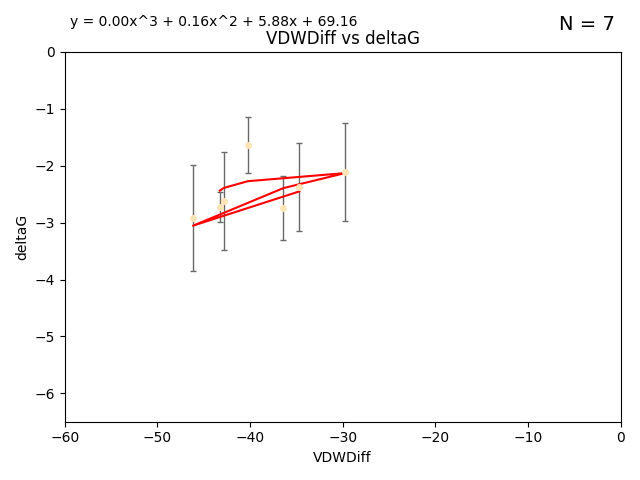 y = 0.00x^3 + 0.16x^2 + 5.88x + 69.16
N = 7
VDWDiff vs deltaG
0
−1
−2
−3
−4
−5
−6
deltaG
−60 −50 −40 −30 −20 −10 0
VDWDiff